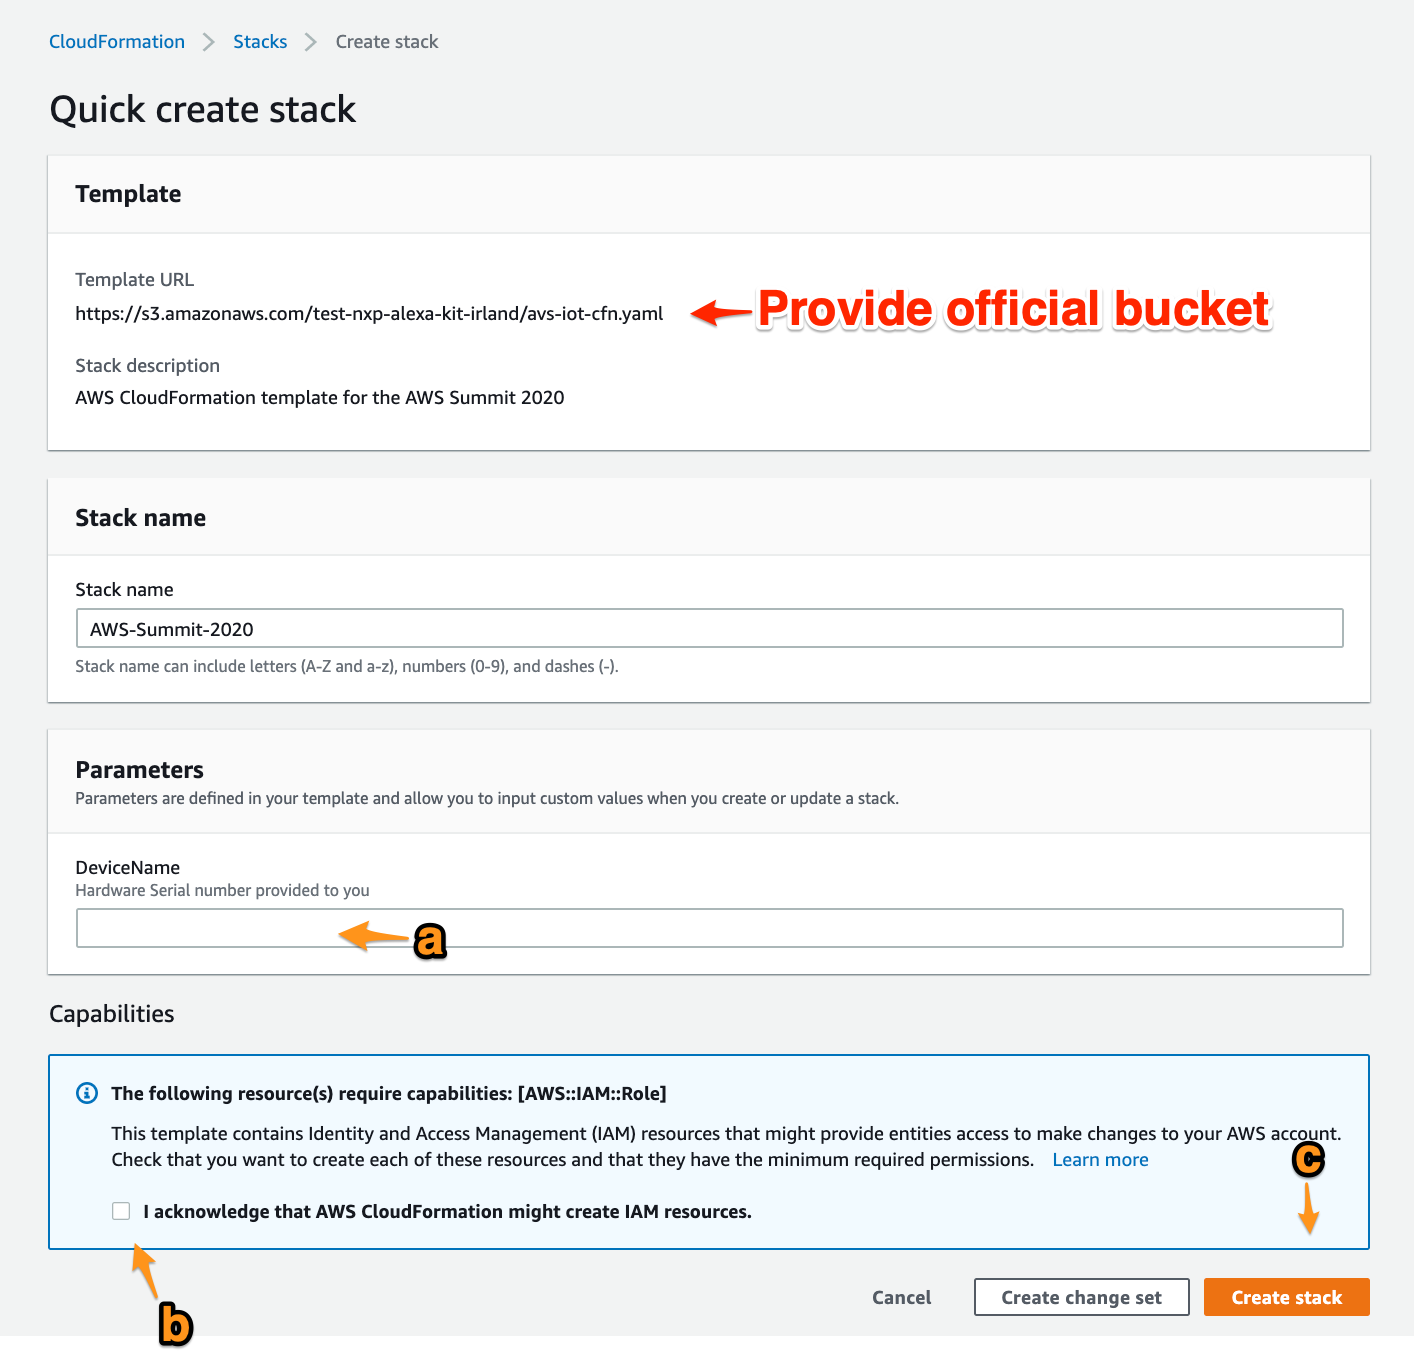 CloudFormation > Stacks > Create stack
Quick create stack
Template
Template URL
https://s3.amazonaws.com/test-nxp-alexa-kit-irland/avs-iot-cfn.yaml
Provide official bucket
Stack description
AWS CloudFormation template for the AWS Summit 2020
Stack name
Stack name
AWS-Summit-2020
Stack name can include letters (A-Z and a-z), numbers (0-9), and dashes (-).
Parameters
Parameters are defined in your template and allow you to input custom values when you create or update a stack.
DeviceName
Hardware Serial number provided to you
a
Capabilities
The following resource(s) require capabilities: [AWS::IAM::Role]
This template contains Identity and Access Management (IAM) resources that might provide entities access to make changes to your AWS account.
Check that you want to create each of these resources and that they have the minimum required permissions. Learn more
c
I acknowledge that AWS CloudFormation might create IAM resources.
b
Cancel Create change set Create stack